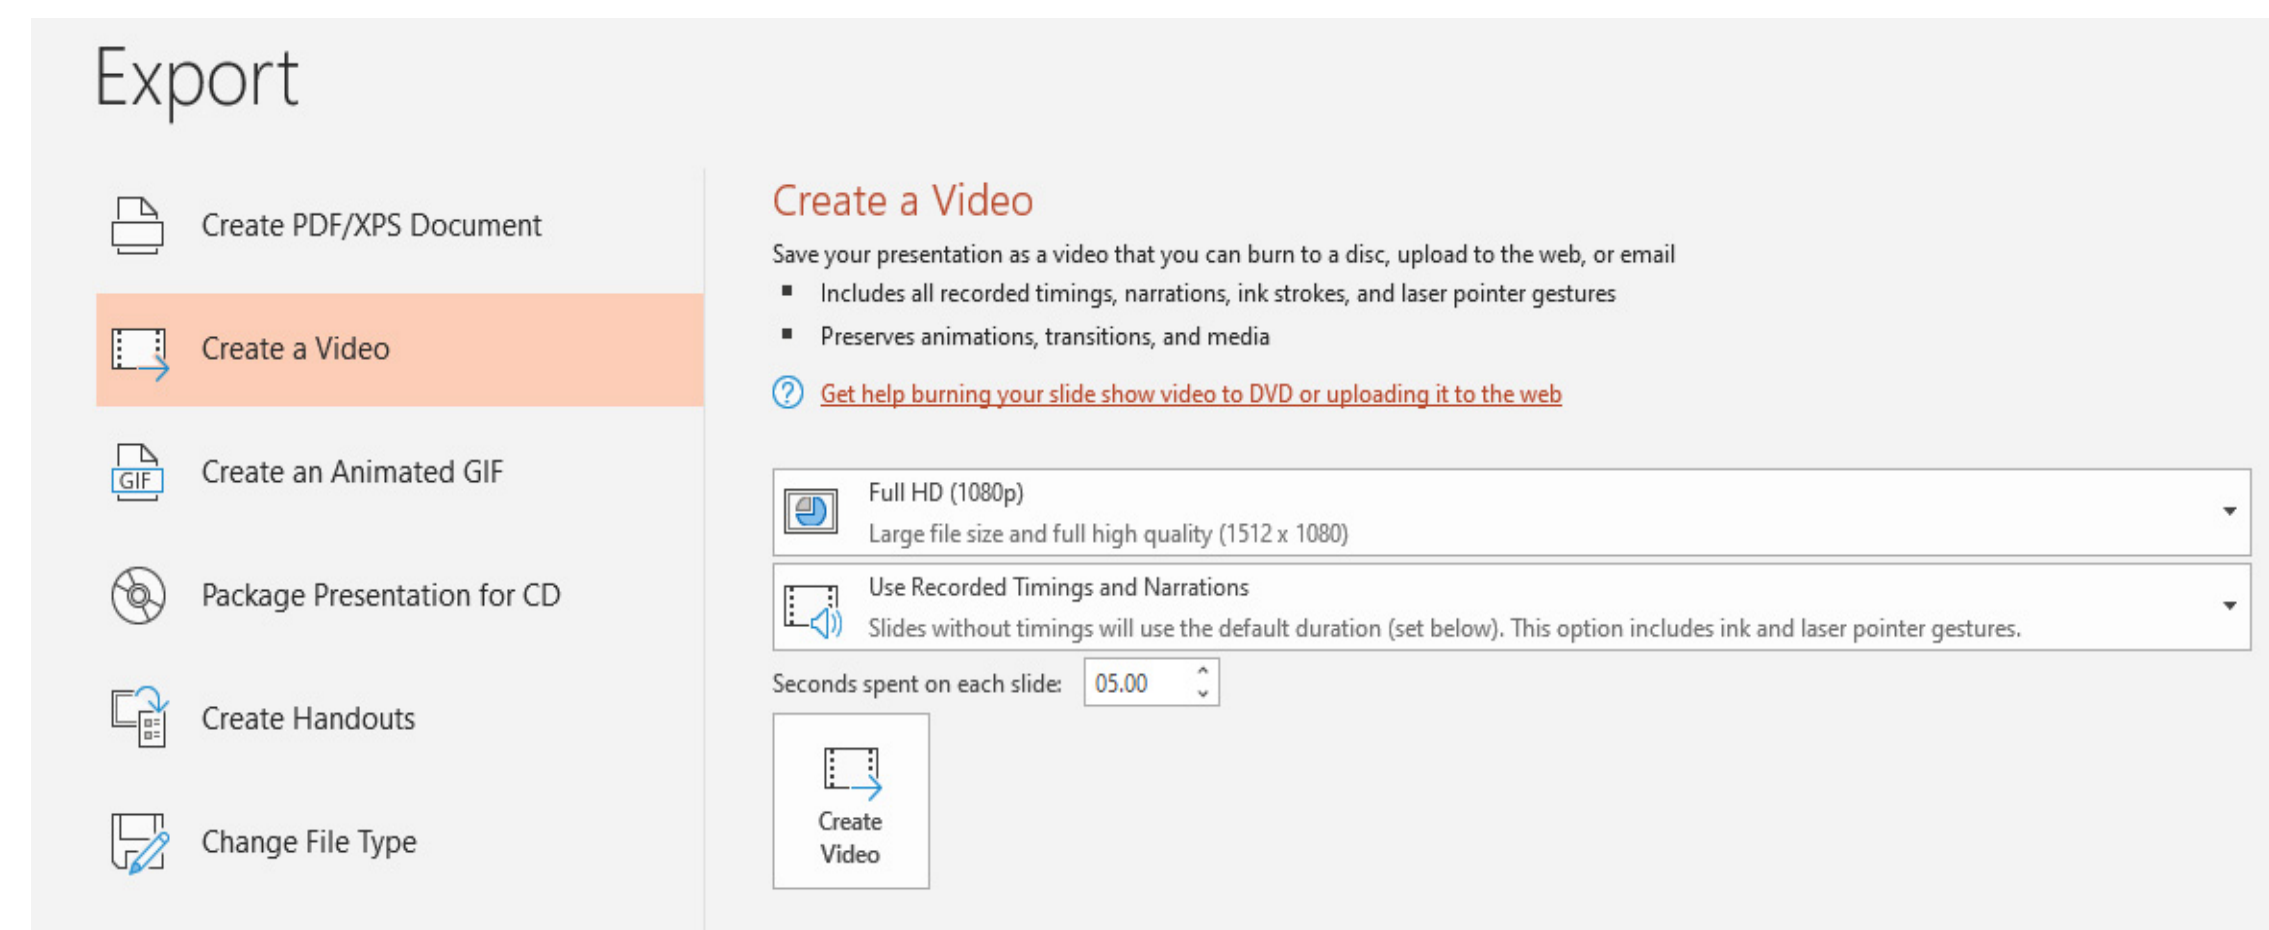 Export
Create PDF/XPS Document
Create a Video
Create an Animated GIF
GIF
Package Presentation for CD
Create Handouts
Change File Type
Create a Video
Save your presentation as a video that you can burn to a disc, upload to the web, or email
Includes all recorded timings, narrations, ink strokes, and laser pointer gestures
Preserves animations, transitions, and media
Get help burning your slide show video to DVD or uploading it to the web
Full HD (1080p)
Large file size and full high quality (1512 x 1080)
Use Recorded Timings and Narrations
Slides without timings will use the default duration (set below). This option includes ink and laser pointer gestures.
Seconds spent on each slide: 05.00
Create
Video